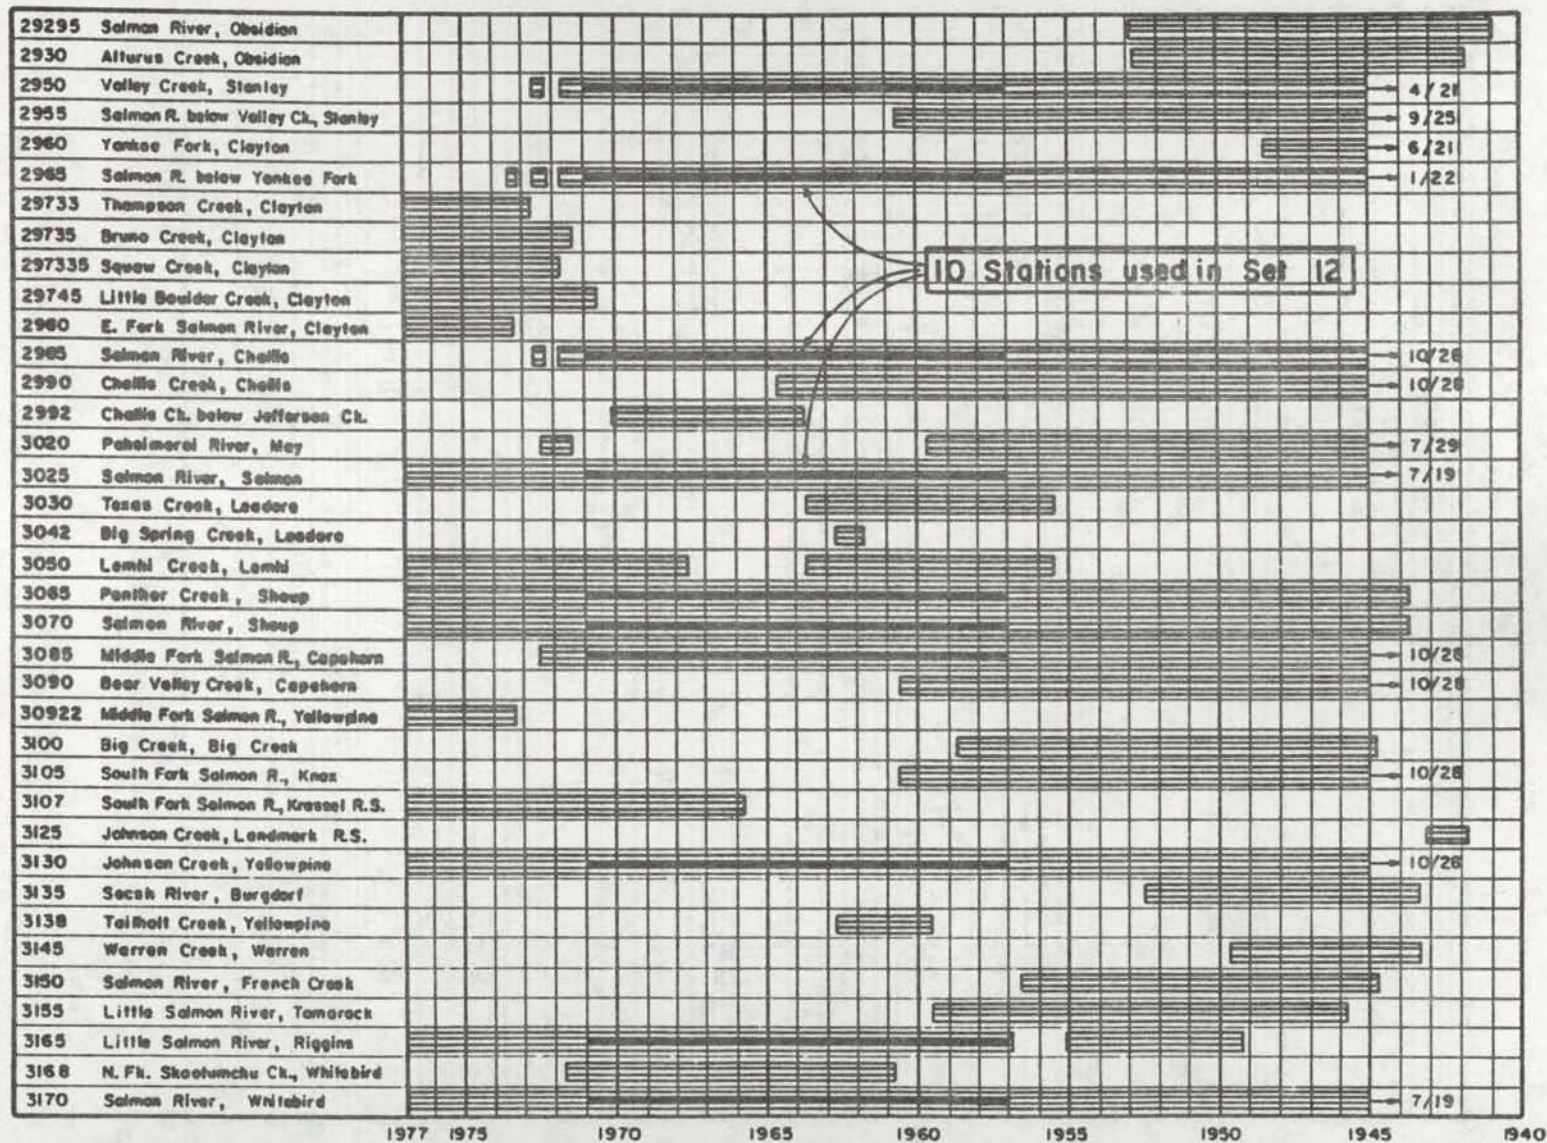 29295 Salmon River, Obsidian
2930 Alturus Creek, Obsidian
2950 Valley Creek, Stanley 4/21
2955 Salmon R. below Valley Ck., Stanley 9/25
2960 Yankee Fork, Clayton 6/21
2965 Salmon R. below Yankee Fork 1/22
29733 Thompson Creek, Clayton
29735 Bruno Creek, Clayton
297335 Squaw Creek, Clayton
10 Stations used in Set 12
29745 Little Boulder Creek, Clayton
2980 E. Fork Salmon River, Clayton
2985 Salmon River, Challis 10/28
2990 Challis Creek, Challis 10/28
2992 Challis Ck. below Jefferson Ck.
3020 Pahsimeroi River, May 7/29
3025 Salmon River, Salmon 7/19
3030 Texas Creek, Leadore
3042 Big Spring Creek, Leadore
3050 Lemhi Creek, Lemhi
3065 Panther Creek, Shoup
3070 Salmon River, Shoup
3085 Middle Fork Salmon R., Capehorn 10/28
3090 Bear Valley Creek, Capehorn 10/28
30922 Middle Fork Salmon R., Yellowpine
3100 Big Creek, Big Creek
3105 South Fork Salmon R., Knox 10/28
3107 South Fork Salmon R., Krassel R.S.
3125 Johnson Creek, Landmark R.S.
3130 Johnson Creek, Yellowpine 10/28
3135 Secsh River, Burgdorf
3138 Tailholt Creek, Yellowpine
3145 Warren Creek, Warren
3150 Salmon River, French Creek
3155 Little Salmon River, Tamarack
3165 Little Salmon River, Riggins
3168 N. Fk. Skootumchu Ck., Whitebird
3170 Salmon River, Whitebird 7/19
1977 1975 1970 1965 1960 1955 1950 1945 1940